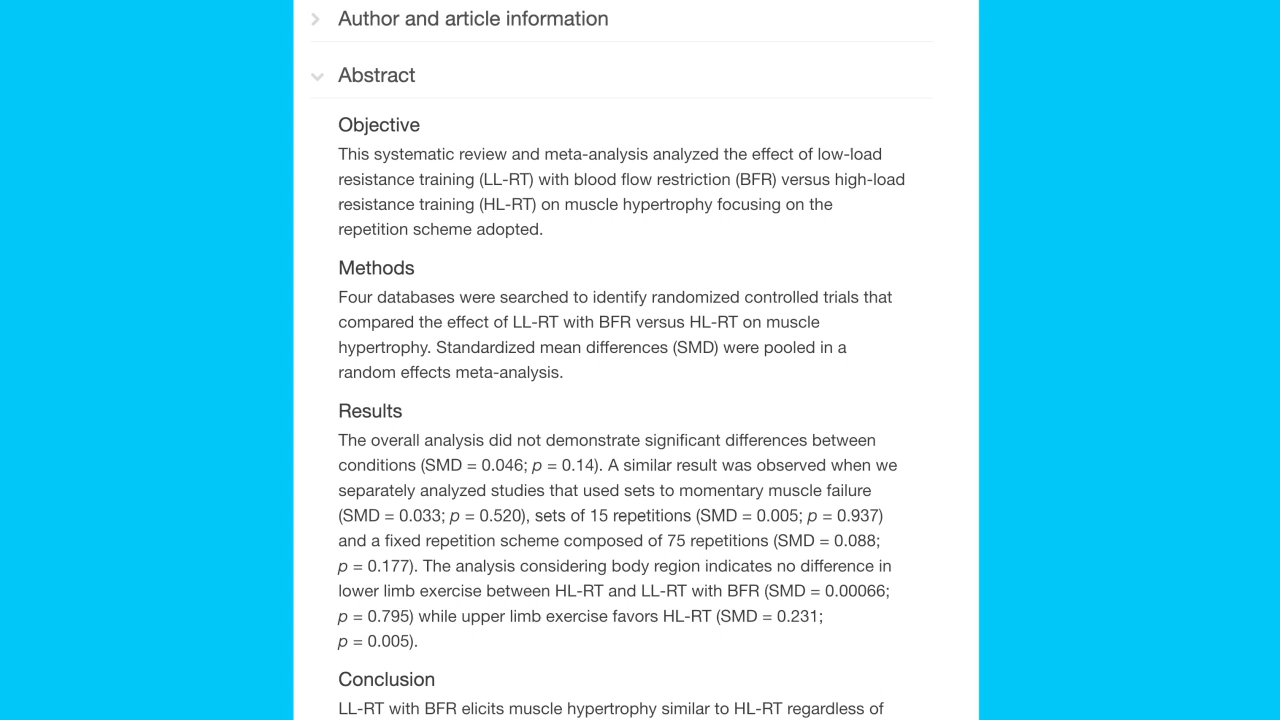 Author and article information
Abstract
Objective
This systematic review and meta-analysis analyzed the effect of low-load
resistance training (LL-RT) with blood flow restriction (BFR) versus high-load
resistance training (HL-RT) on muscle hypertrophy focusing on the
repetition scheme adopted.
Methods
Four databases were searched to identify randomized controlled trials that
compared the effect of LL-RT with BFR versus HL-RT on muscle
hypertrophy. Standardized mean differences (SMD) were pooled in a
random effects meta-analysis.
Results
The overall analysis did not demonstrate significant differences between
conditions (SMD = 0.046; p = 0.14). A similar result was observed when we
separately analyzed studies that used sets to momentary muscle failure
(SMD = 0.033; p = 0.520), sets of 15 repetitions (SMD = 0.005; p = 0.937)
and a fixed repetition scheme composed of 75 repetitions (SMD = 0.088;
p = 0.177). The analysis considering body region indicates no difference in
lower limb exercise between HL-RT and LL-RT with BFR (SMD = 0.00066;
p = 0.795) while upper limb exercise favors HL-RT (SMD = 0.231;
p = 0.005).
Conclusion
LL-RT with BFR elicits muscle hypertrophy similar to HL-RT regardless of